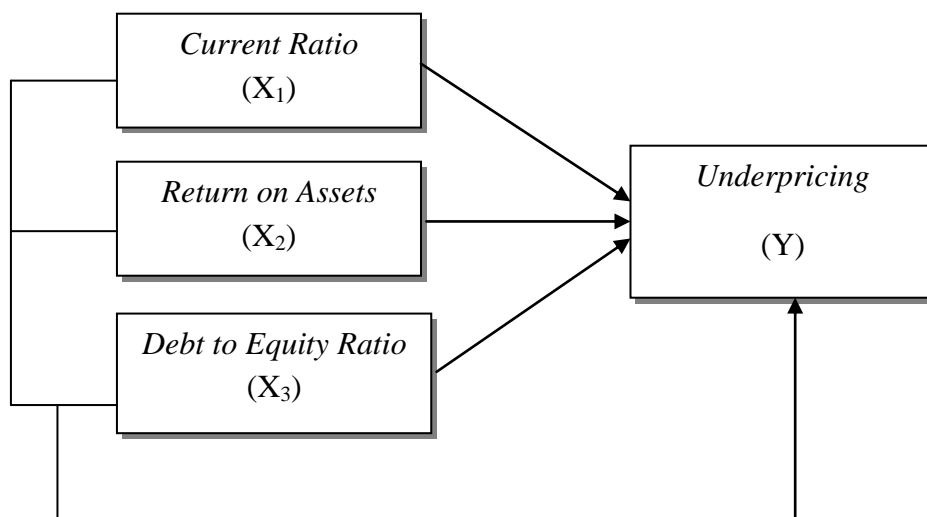 Current Ratio
(X₁)
Return on Assets
(X₂)
Debt to Equity Ratio
(X₃)
Underpricing
(Y)